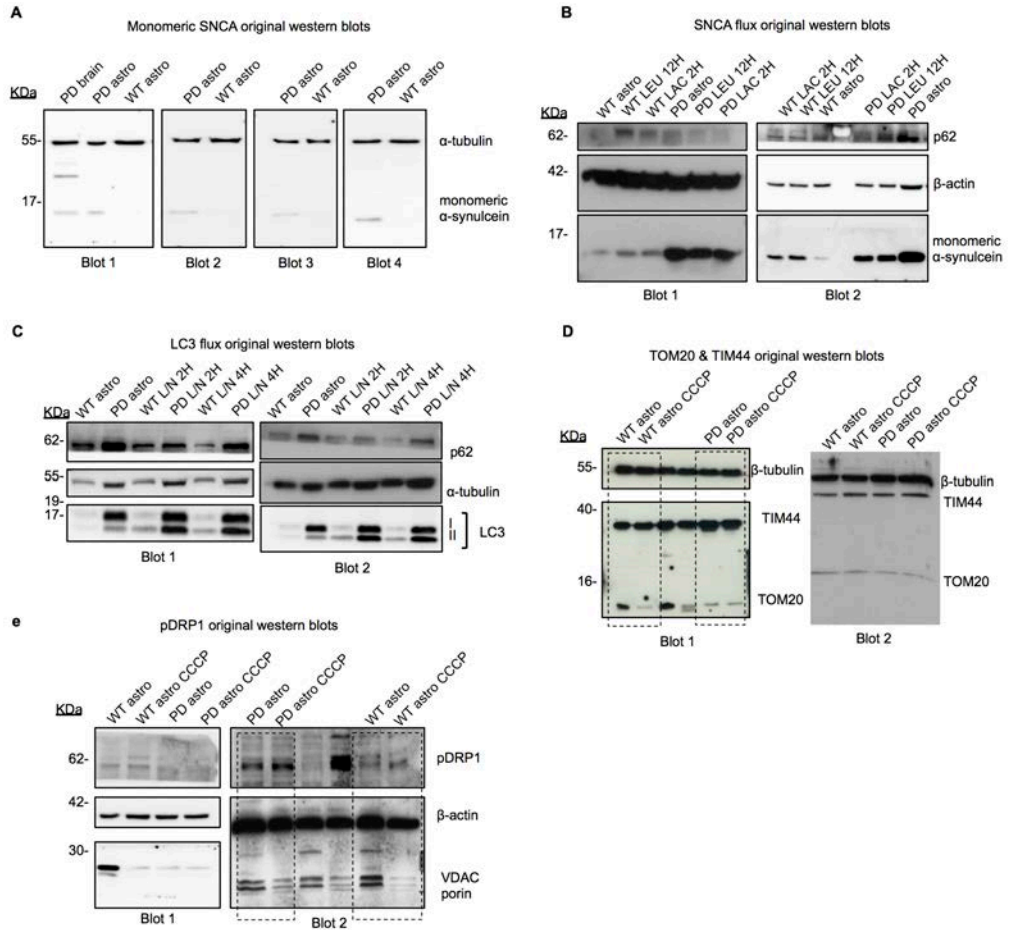 A
Monomeric SNCA original western blots
PD brain
PD astro
WT astro
PD astro
WT astro
PD astro
WT astro
PD astro
WT astro
KDa
55-
17-
α-tubulin
monomeric
α-synulcein
Blot 1
Blot 2
Blot 3
Blot 4
B
SNCA flux original western blots
WT astro
WT LEU 12H
WT LAC 2H
PD astro
PD LEU 12H
PD LAC 2H
WT LAC 2H
WT LEU 12H
WT astro
PD LAC 2H
PD LEU 12H
PD astro
KDa
62-
42-
17-
p62
β-actin
monomeric
α-synulcein
Blot 1
Blot 2
C
LC3 flux original western blots
WT astro
PD astro
WT L/N 2H
PD L/N 2H
WT L/N 4H
PD L/N 4H
WT astro
PD astro
WT L/N 2H
PD L/N 2H
WT L/N 4H
PD L/N 4H
KDa
62-
55-
19-
17-
p62
α-tubulin
I
II
LC3
Blot 1
Blot 2
D
TOM20 & TIM44 original western blots
WT astro
WT astro CCCP
PD astro
PD astro CCCP
WT astro
WT astro CCCP
PD astro
PD astro CCCP
KDa
55-
40-
16-
β-tubulin
TIM44
TOM20
β-tubulin
TIM44
TOM20
Blot 1
Blot 2
e
pDRP1 original western blots
WT astro
WT astro CCCP
PD astro
PD astro CCCP
PD astro
PD astro CCCP
WT astro
WT astro CCCP
KDa
62-
42-
30-
pDRP1
β-actin
VDAC
porin
Blot 1
Blot 2